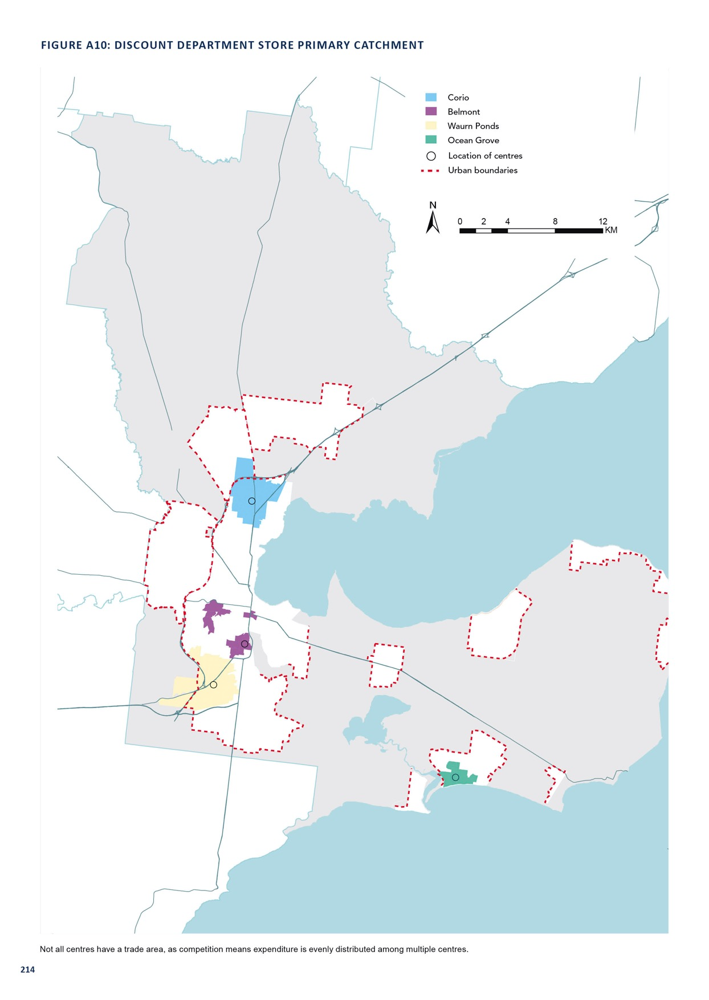 FIGURE A10: DISCOUNT DEPARTMENT STORE PRIMARY CATCHMENT
Corio
Belmont
Waurn Ponds
Ocean Grove
Location of centres
Urban boundaries
N
0 2 4 8 12
KM
Not all centres have a trade area, as competition means expenditure is evenly distributed among multiple centres.
214